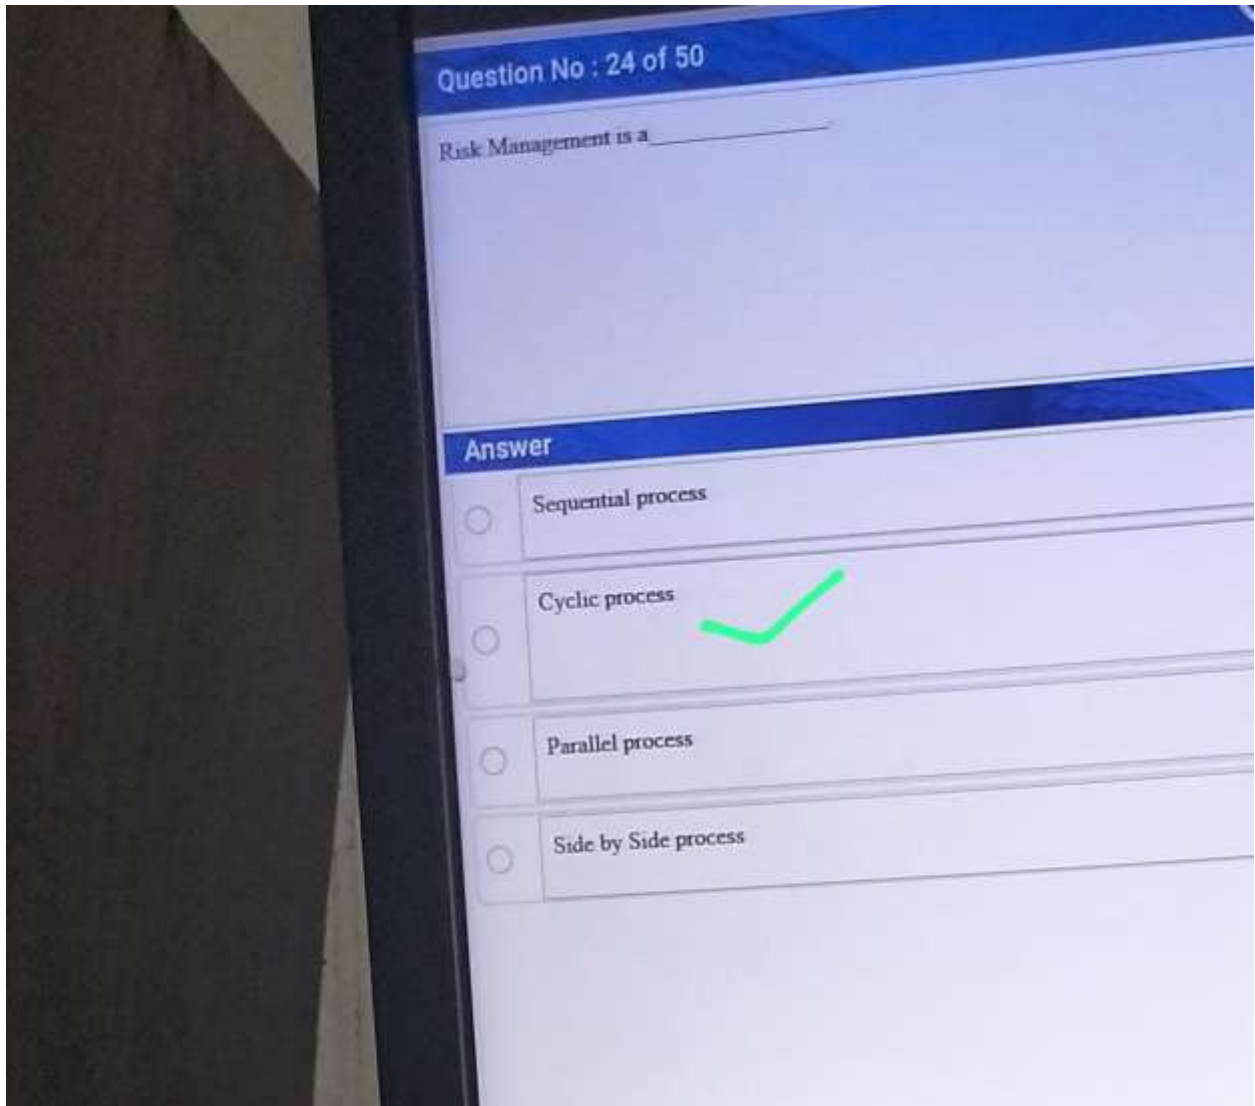 Question No : 24 of 50
Risk Management is a______________.
Answer
Sequential process
Cyclic process
Parallel process
Side by Side process